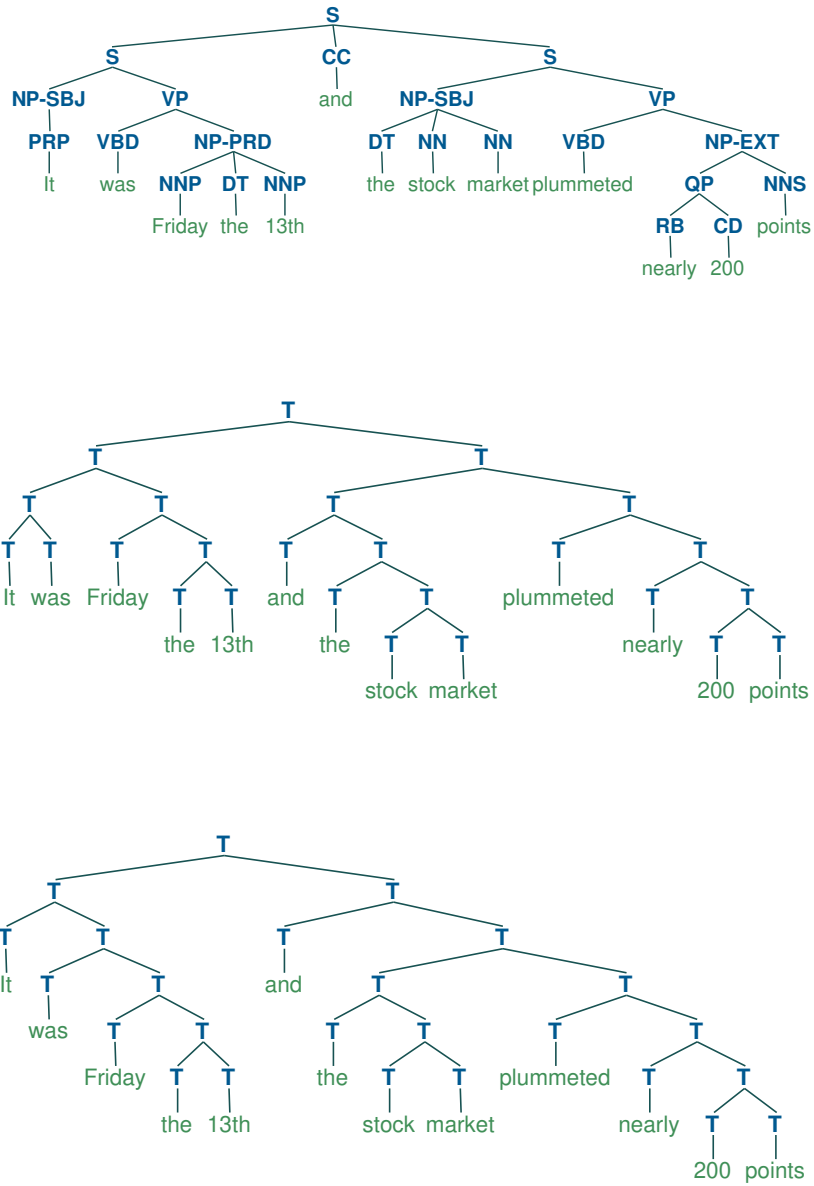 S
S CC S
NP-SBJ VP and NP-SBJ VP
PRP VBD NP-PRD DT NN NN VBD NP-EXT
It was NNP DT NNP the stock market plummeted QP NNS
Friday the 13th RB CD points
nearly 200
T
T T
T T T T
T T T T T T T T
It was Friday T T and T T plummeted T T
the 13th the T T nearly T T
stock market 200 points
T
T T
T T T T
It T T and T T
was T T T T T T
Friday T T the T T plummeted T T
the 13th stock market nearly T T
200 points